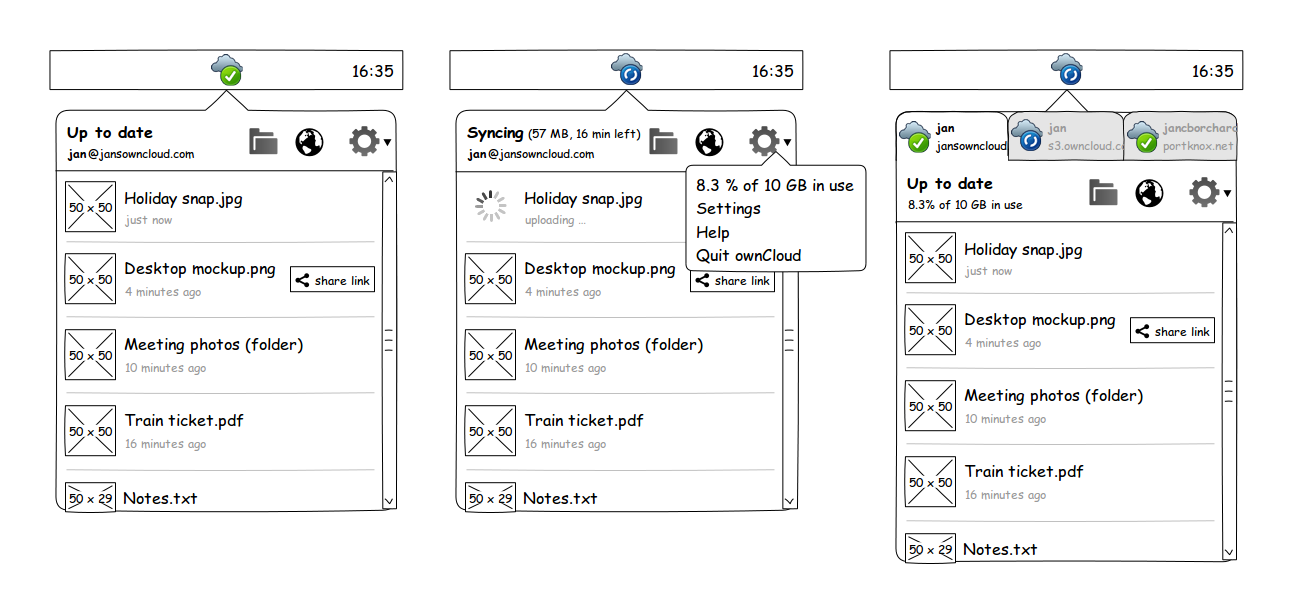 16:35
Up to date
jan@jansowncloud.com
50 x 50
Holiday snap.jpg
just now
50 x 50
Desktop mockup.png
4 minutes ago
share link
50 x 50
Meeting photos (folder)
10 minutes ago
50 x 50
Train ticket.pdf
16 minutes ago
50 x 29
Notes.txt
16:35
Syncing (57 MB, 16 min left)
jan@jansowncloud.com
8.3 % of 10 GB in use
Settings
Help
Quit ownCloud
Holiday snap.jpg
uploading ...
50 x 50
Desktop mockup.png
4 minutes ago
share link
50 x 50
Meeting photos (folder)
10 minutes ago
50 x 50
Train ticket.pdf
16 minutes ago
50 x 29
Notes.txt
16:35
jan
jansowncloud
jan
s3.owncloud.c
jancborchard
portknox.net
Up to date
8.3% of 10 GB in use
50 x 50
Holiday snap.jpg
just now
50 x 50
Desktop mockup.png
4 minutes ago
share link
50 x 50
Meeting photos (folder)
10 minutes ago
50 x 50
Train ticket.pdf
16 minutes ago
50 x 29
Notes.txt